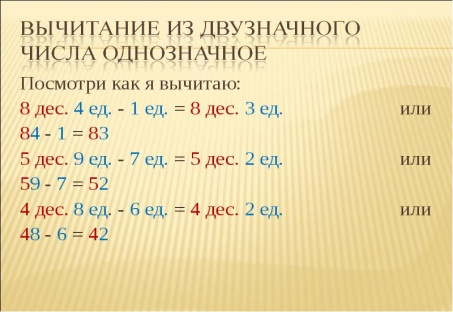 ВЫЧИТАНИЕ ИЗ ДВУЗНАЧНОГО
ЧИСЛА ОДНОЗНАЧНОЕ
Посмотри как я вычитаю:
8 дес. 4 ед. - 1 ед. = 8 дес. 3 ед. или
84 - 1 = 83
5 дес. 9 ед. - 7 ед. = 5 дес. 2 ед. или
59 - 7 = 52
4 дес. 8 ед. - 6 ед. = 4 дес. 2 ед. или
48 - 6 = 42